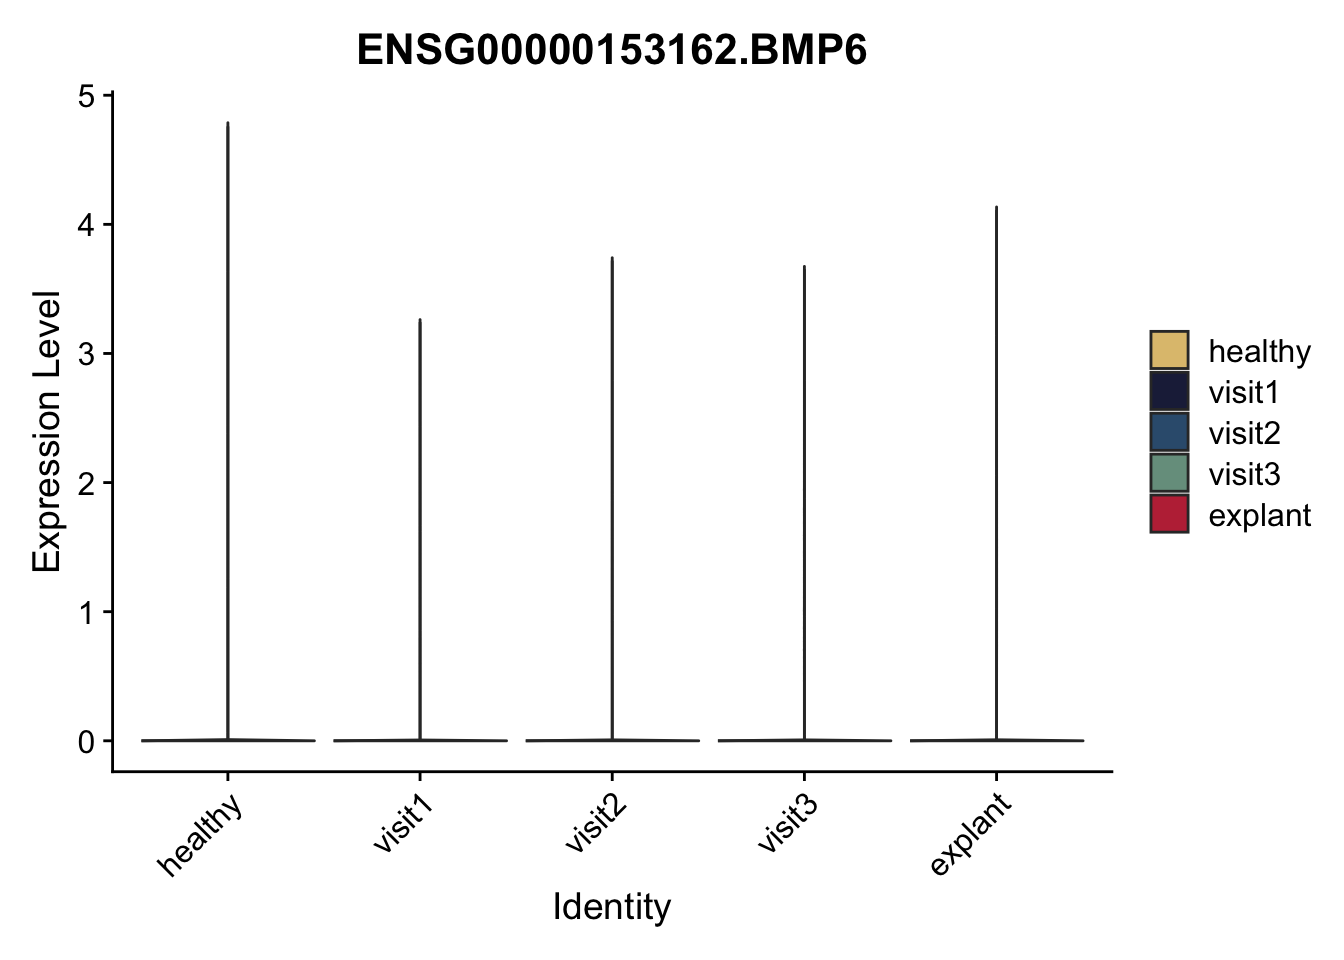 ENSG00000153162.BMP6
Expression Level
5
4
3
2
1
0
healthy
visit1
visit2
visit3
explant
Identity
healthy
visit1
visit2
visit3
explant